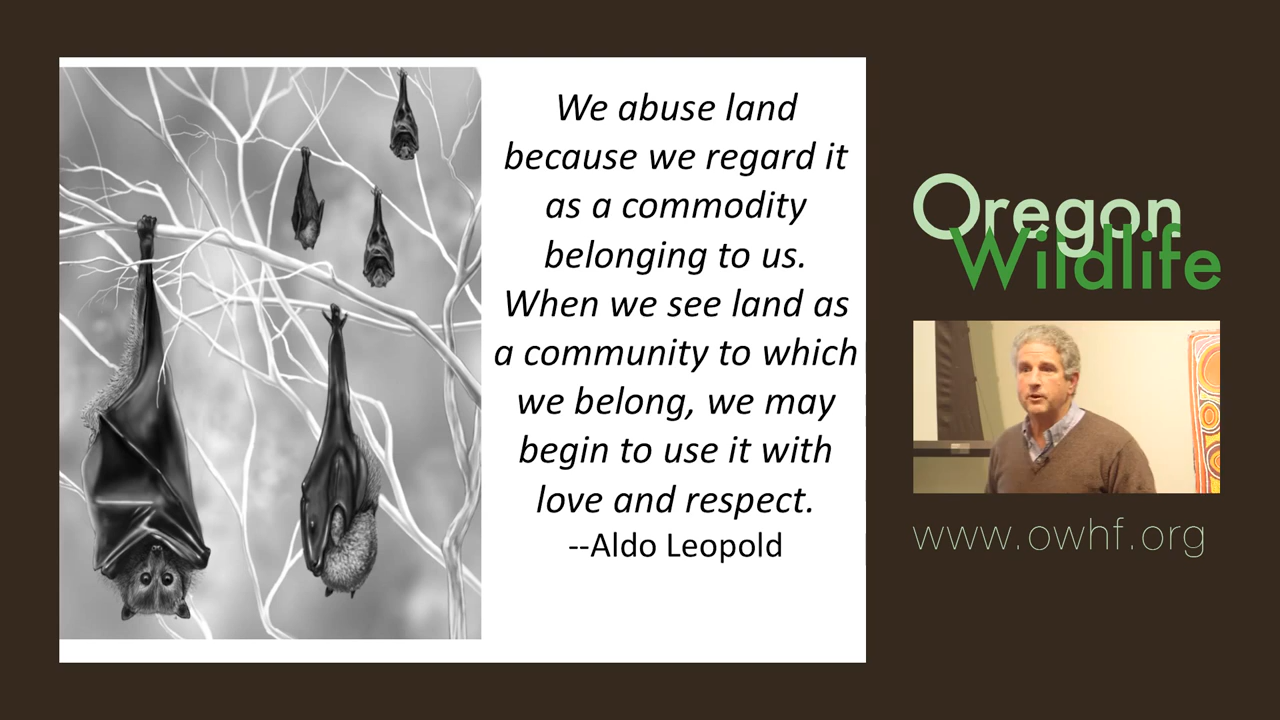 We abuse land
because we regard it
as a commodity
belonging to us.
When we see land as
a community to which
we belong, we may
begin to use it with
love and respect.
--Aldo Leopold
Oregon
Wildlife
www.owhf.org